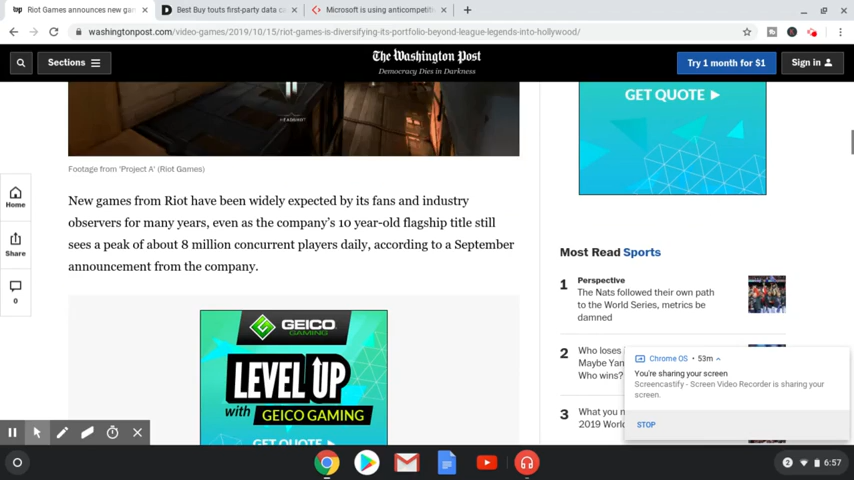 Riot Games announces new gam
Best Buy touts first-party data c
Microsoft is using anticompetit
washingtonpost.com/video-games/2019/10/15/riot-games-is-diversifying-its-portfolio-beyond-league-legends-into-hollywood/
Sections
The Washington Post
Democracy Dies in Darkness
Try 1 month for $1
Sign in
GET QUOTE
Footage from 'Project A' (Riot Games)
Home
Share
0
New games from Riot have been widely expected by its fans and industry
observers for many years, even as the company's 10 year-old flagship title still
sees a peak of about 8 million concurrent players daily, according to a September
announcement from the company.
GEICO
GAMING
LEVEL UP
with GEICO GAMING
GET QUOTE
Most Read Sports
1
Perspective
The Nats followed their own path
to the World Series, metrics be
damned
2
Who loses
Maybe Yan
Who wins?
3
What you n
2019 World
Chrome OS • 53m
You're sharing your screen
Screencastify - Screen Video Recorder is sharing your
screen.
STOP
2
6:57